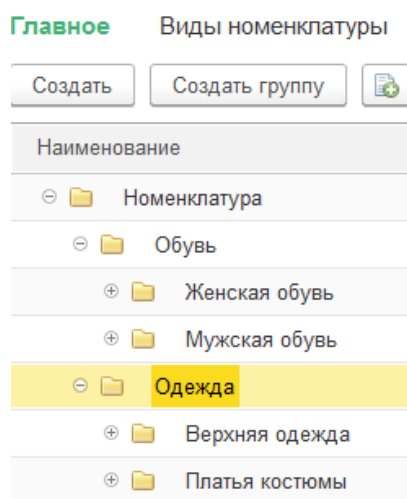 Главное Виды номенклатуры
Создать Создать группу
Наименование
Номенклатура
Обувь
Женская обувь
Мужская обувь
Одежда
Верхняя одежда
Платья костюмы